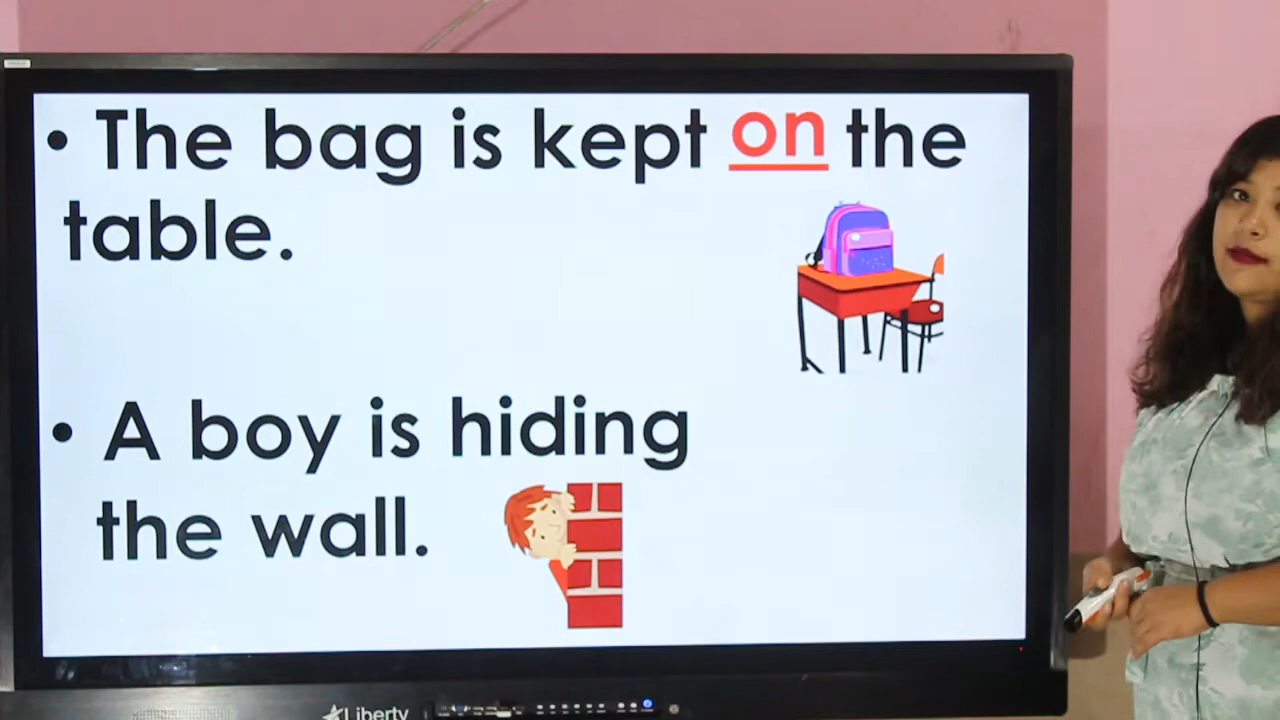 • The bag is kept on the
table.
• A boy is hiding
the wall.
Liberty